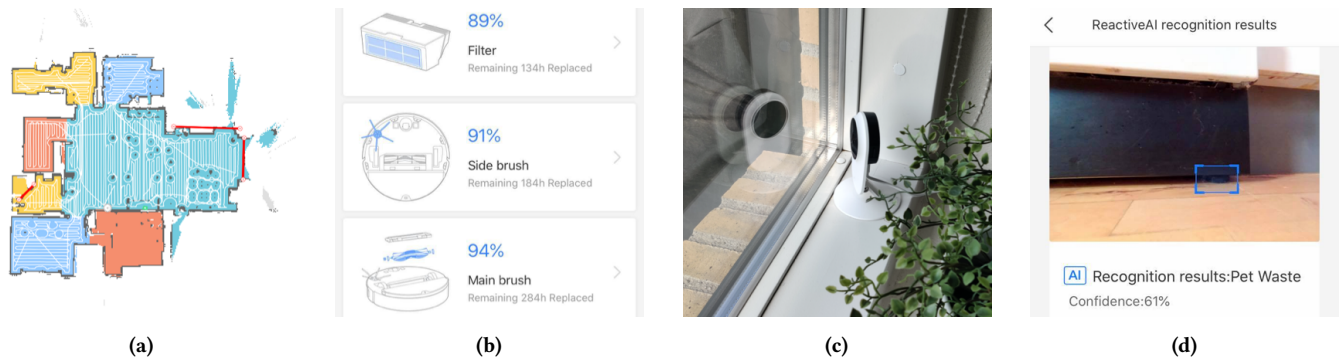 89%
Filter
Remaining 134h Replaced
91%
Side brush
Remaining 184h Replaced
94%
Main brush
Remaining 284h Replaced
ReactiveAI recognition results
AI Recognition results:Pet Waste
Confidence:61%
(a)
(b)
(c)
(d)